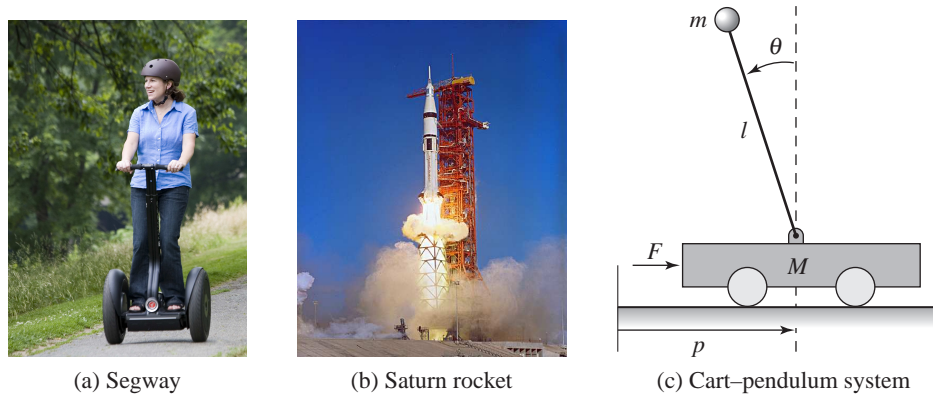 m
θ
l
F
M
p
(a) Segway
(b) Saturn rocket
(c) Cart–pendulum system